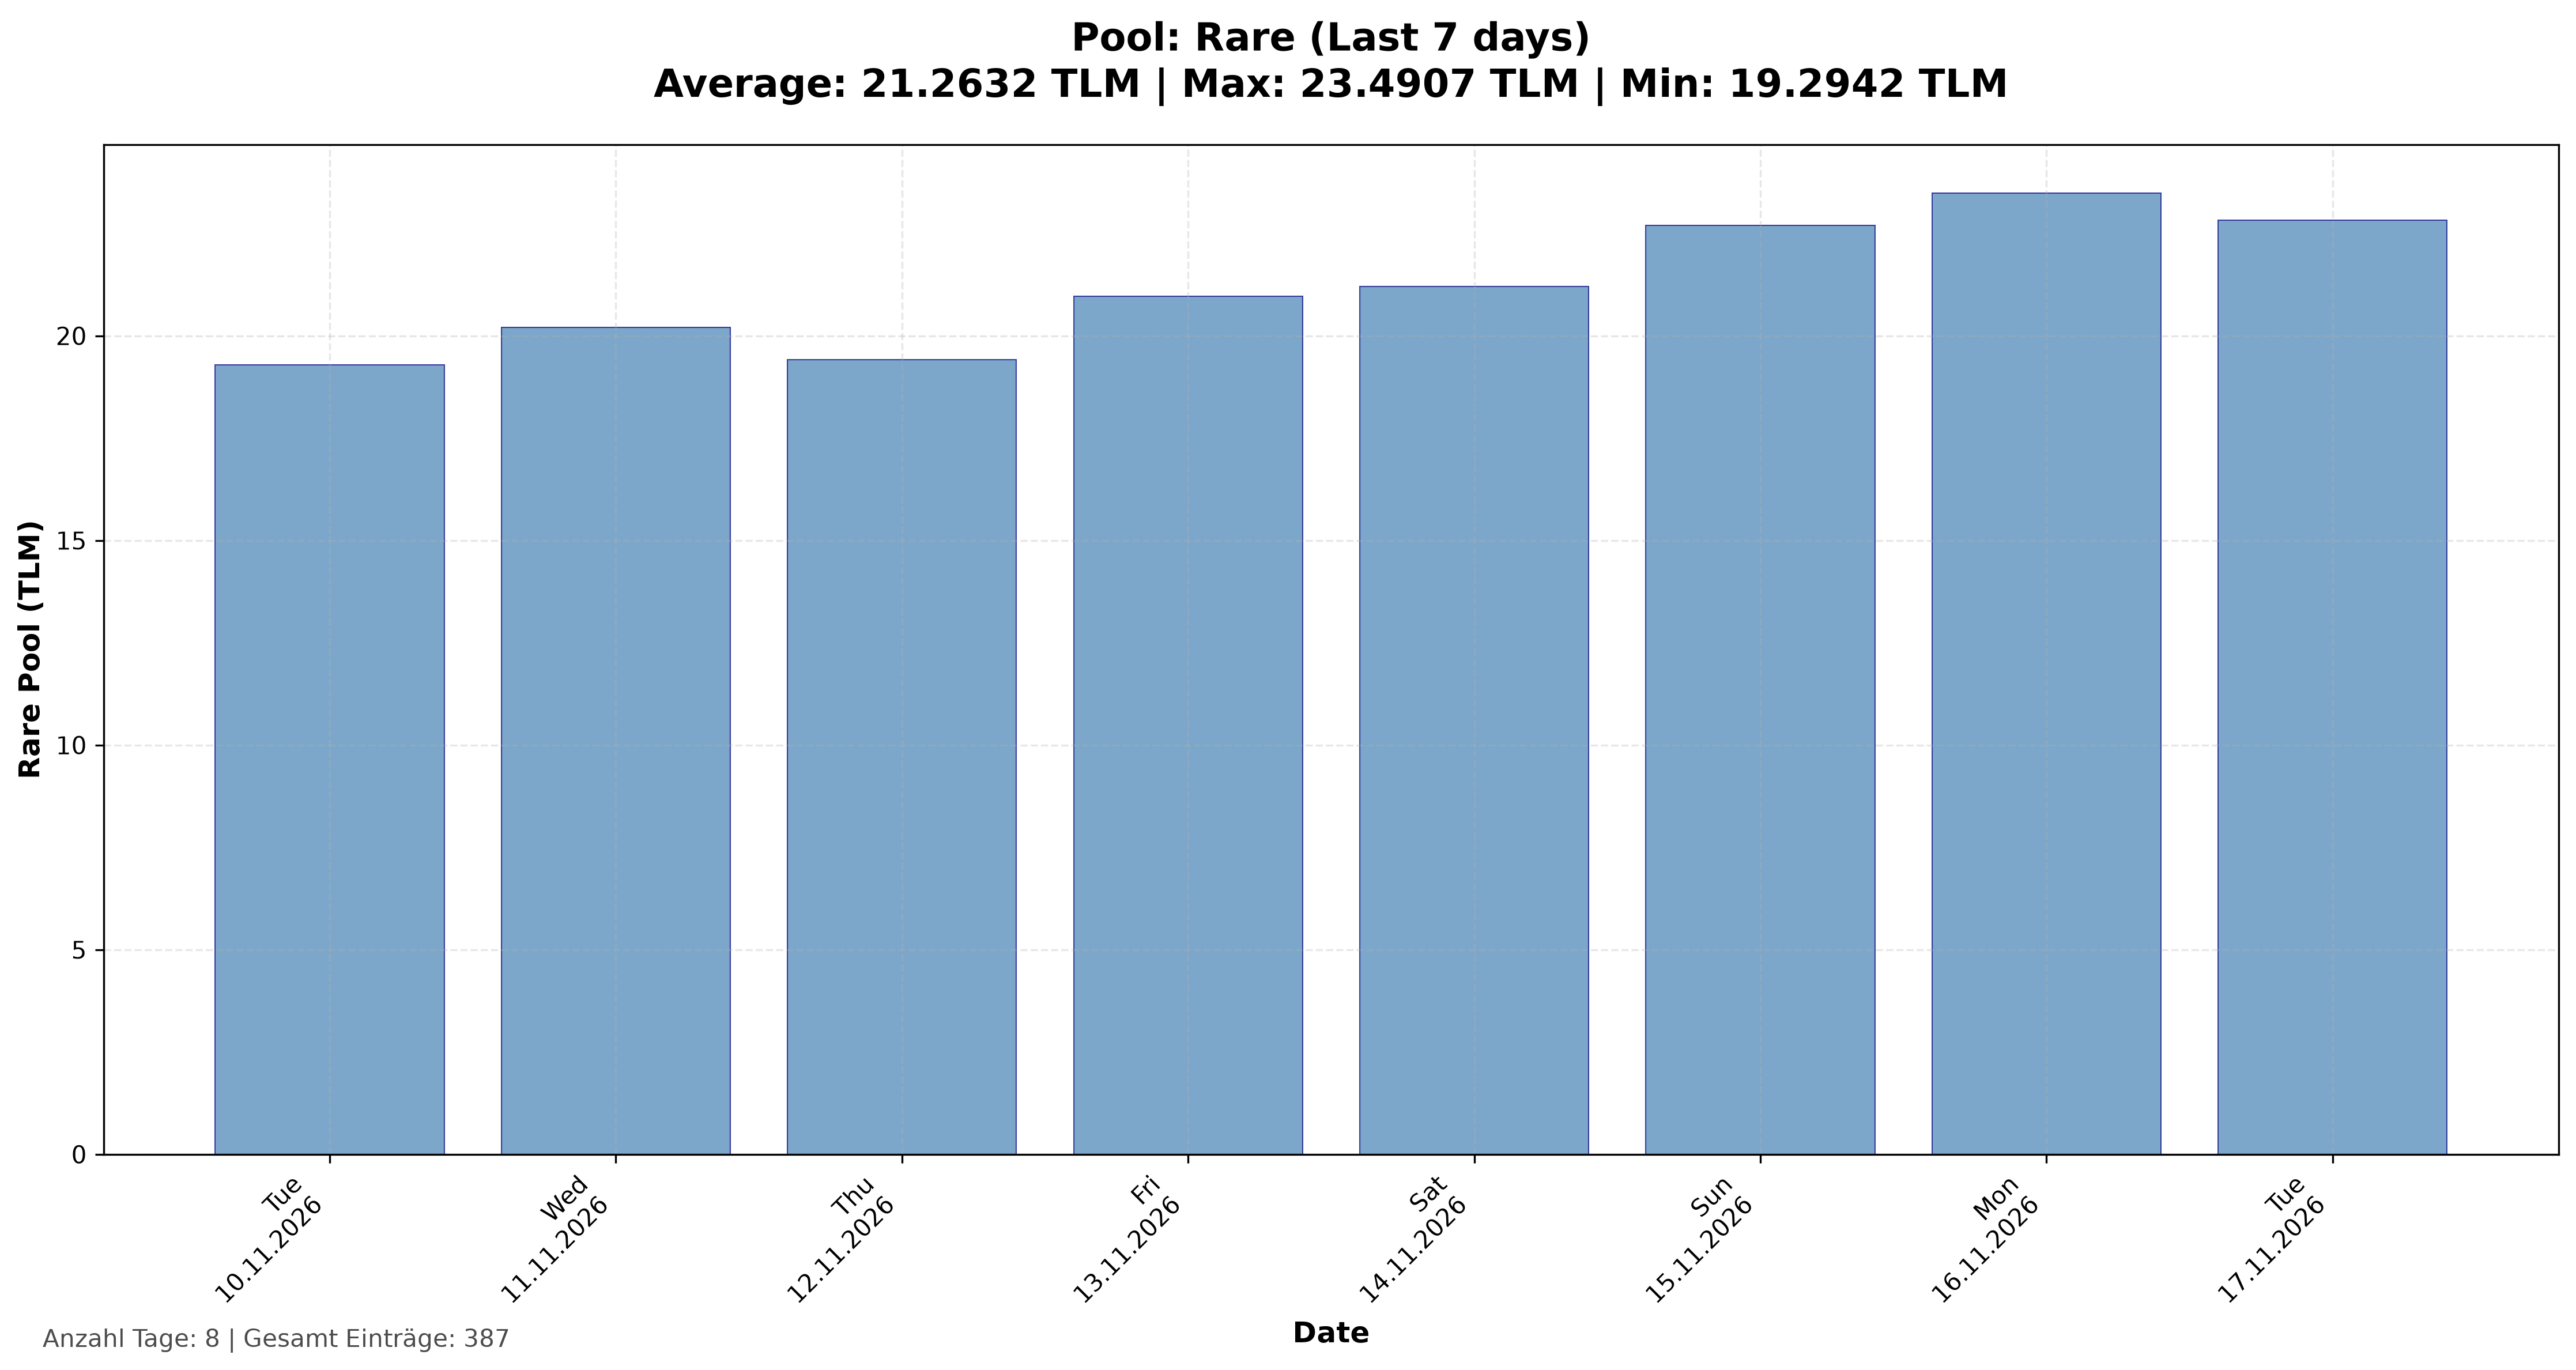 Pool: Rare (Last 7 days)
Average: 21.2632 TLM | Max: 23.4907 TLM | Min: 19.2942 TLM
Rare Pool (TLM)
20
15
10
5
0
Tue
10.11.2026
Wed
11.11.2026
Thu
12.11.2026
Fri
13.11.2026
Sat
14.11.2026
Sun
15.11.2026
Mon
16.11.2026
Tue
17.11.2026
Date
Anzahl Tage: 8 | Gesamt Einträge: 387